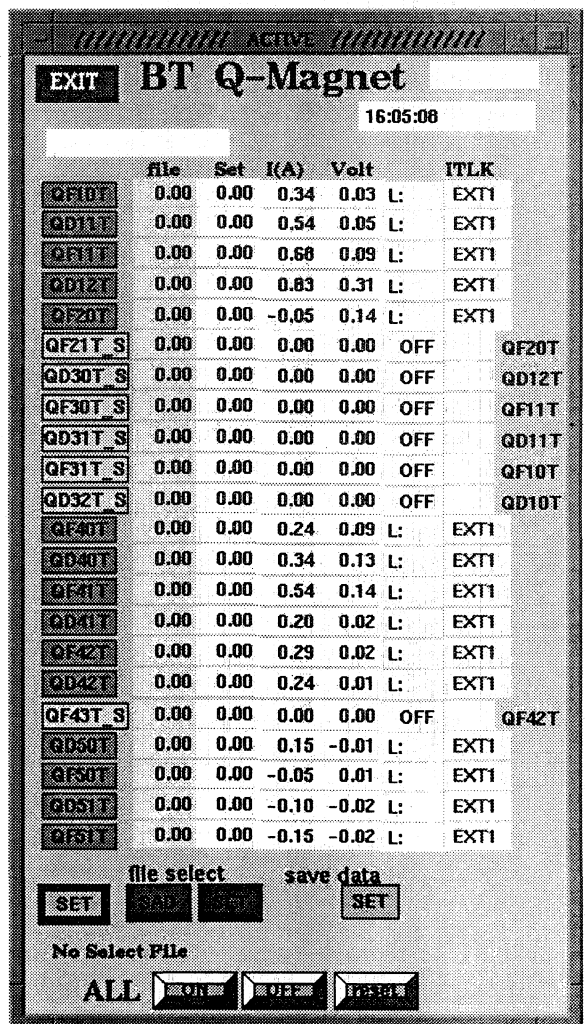 ACTIVE
EXIT BT Q-Magnet
16:05:08
file Set I(A) Volt ITLK
QF10T 0.00 0.00 0.34 0.03 L: EXT1
QD11T 0.00 0.00 0.54 0.05 L: EXT1
QF11T 0.00 0.00 0.68 0.09 L: EXT1
QD12T 0.00 0.00 0.83 0.31 L: EXT1
QF20T 0.00 0.00 -0.05 0.14 L: EXT1
QF21T_S 0.00 0.00 0.00 0.00 OFF QF20T
QD30T_S 0.00 0.00 0.00 0.00 OFF QD12T
QF30T_S 0.00 0.00 0.00 0.00 OFF QF11T
QD31T_S 0.00 0.00 0.00 0.00 OFF QD11T
QF31T_S 0.00 0.00 0.00 0.00 OFF QF10T
QD32T_S 0.00 0.00 0.00 0.00 OFF QD10T
QF40T 0.00 0.00 0.24 0.09 L: EXT1
QD40T 0.00 0.00 0.34 0.13 L: EXT1
QF41T 0.00 0.00 0.54 0.14 L: EXT1
QD41T 0.00 0.00 0.20 0.02 L: EXT1
QF42T 0.00 0.00 0.29 0.02 L: EXT1
QD42T 0.00 0.00 0.24 0.01 L: EXT1
QF43T_S 0.00 0.00 0.00 0.00 OFF QF42T
QD50T 0.00 0.00 0.15 -0.01 L: EXT1
QF50T 0.00 0.00 -0.05 0.01 L: EXT1
QD51T 0.00 0.00 -0.10 -0.02 L: EXT1
QF51T 0.00 0.00 -0.15 -0.02 L: EXT1
file select save data
SET SAD SET SET
No Select File
ALL ON OFF reset